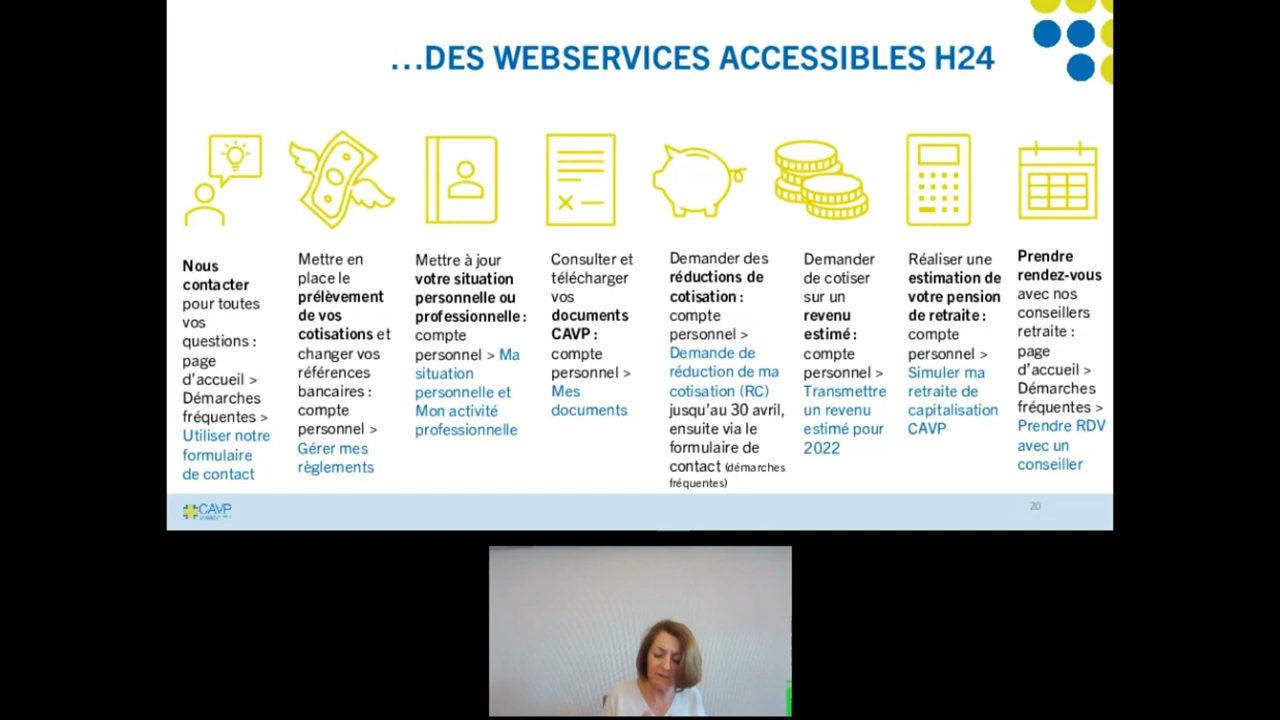 ...DES WEBSERVICES ACCESSIBLES H24
Nous
contacter
pour toutes
vos
questions :
page
d'accueil >
Démarches
fréquentes >
Utiliser notre
formulaire
de contact
Mettre en
place le
prélèvement
de vos
cotisations et
changer vos
références
bancaires :
compte
personnel >
Gérer mes
règlements
Mettre à jour
votre situation
personnelle ou
professionnelle :
compte
personnel > Ma
situation
personnelle et
Mon activité
professionnelle
Consulter et
télécharger
vos
documents
CAVP :
compte
personnel >
Mes
documents
Demander des
réductions de
cotisation :
compte
personnel >
Demande de
réduction de ma
cotisation (RC)
jusqu'au 30 avril,
ensuite via le
formulaire de
contact (démarches
fréquentes)
Demander
de cotiser
sur un
revenu
estimé :
compte
personnel >
Transmettre
un revenu
estimé pour
2022
Réaliser une
estimation de
votre pension
de retraite :
compte
personnel >
Simuler ma
retraite de
capitalisation
CAVP
Prendre
rendez-vous
avec nos
conseillers
retraite :
page
d'accueil >
Démarches
fréquentes >
Prendre RDV
avec un
conseiller
CAVP
20